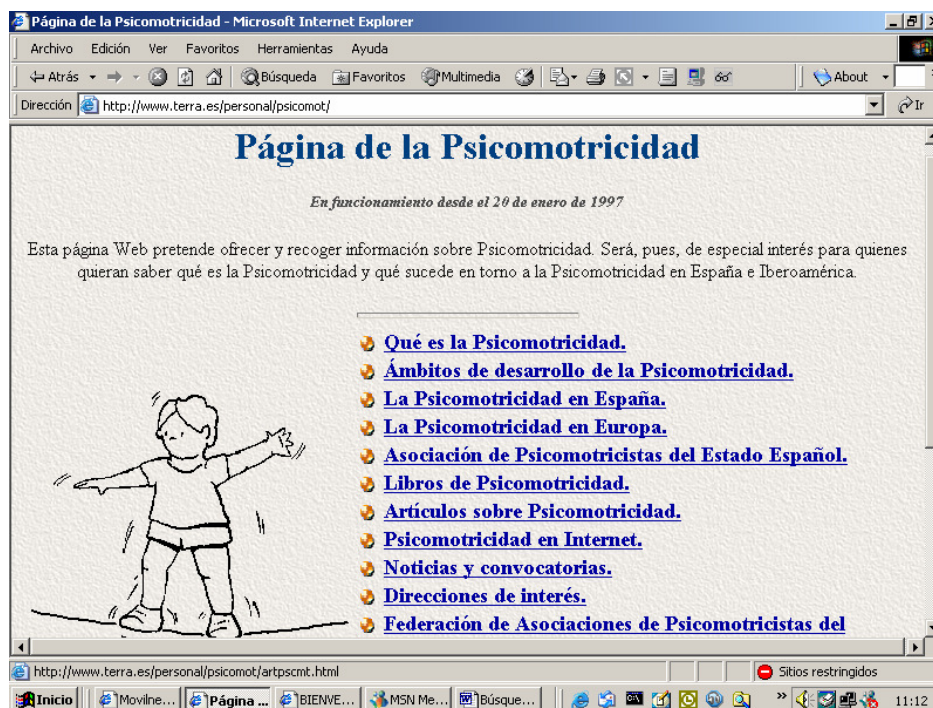 Página de la Psicomotricidad - Microsoft Internet Explorer
Archivo Edición Ver Favoritos Herramientas Ayuda
Atrás Búsqueda Favoritos Multimedia About
Dirección http://www.terra.es/personal/psicomot/ Ir
Página de la Psicomotricidad
En funcionamiento desde el 20 de enero de 1997
Esta página Web pretende ofrecer y recoger información sobre Psicomotricidad. Será, pues, de especial interés para quienes
quieran saber qué es la Psicomotricidad y qué sucede en torno a la Psicomotricidad en España e Iberoamérica.
Qué es la Psicomotricidad.
Ámbitos de desarrollo de la Psicomotricidad.
La Psicomotricidad en España.
La Psicomotricidad en Europa.
Asociación de Psicomotricistas del Estado Español.
Libros de Psicomotricidad.
Artículos sobre Psicomotricidad.
Psicomotricidad en Internet.
Noticias y convocatorias.
Direcciones de interés.
Federación de Asociaciones de Psicomotricistas del
http://www.terra.es/personal/psicomot/artpscmt.html Sitios restringidos
Inicio Movilne... Página ... BIENVE... MSN Me... Búsque... » 11:12